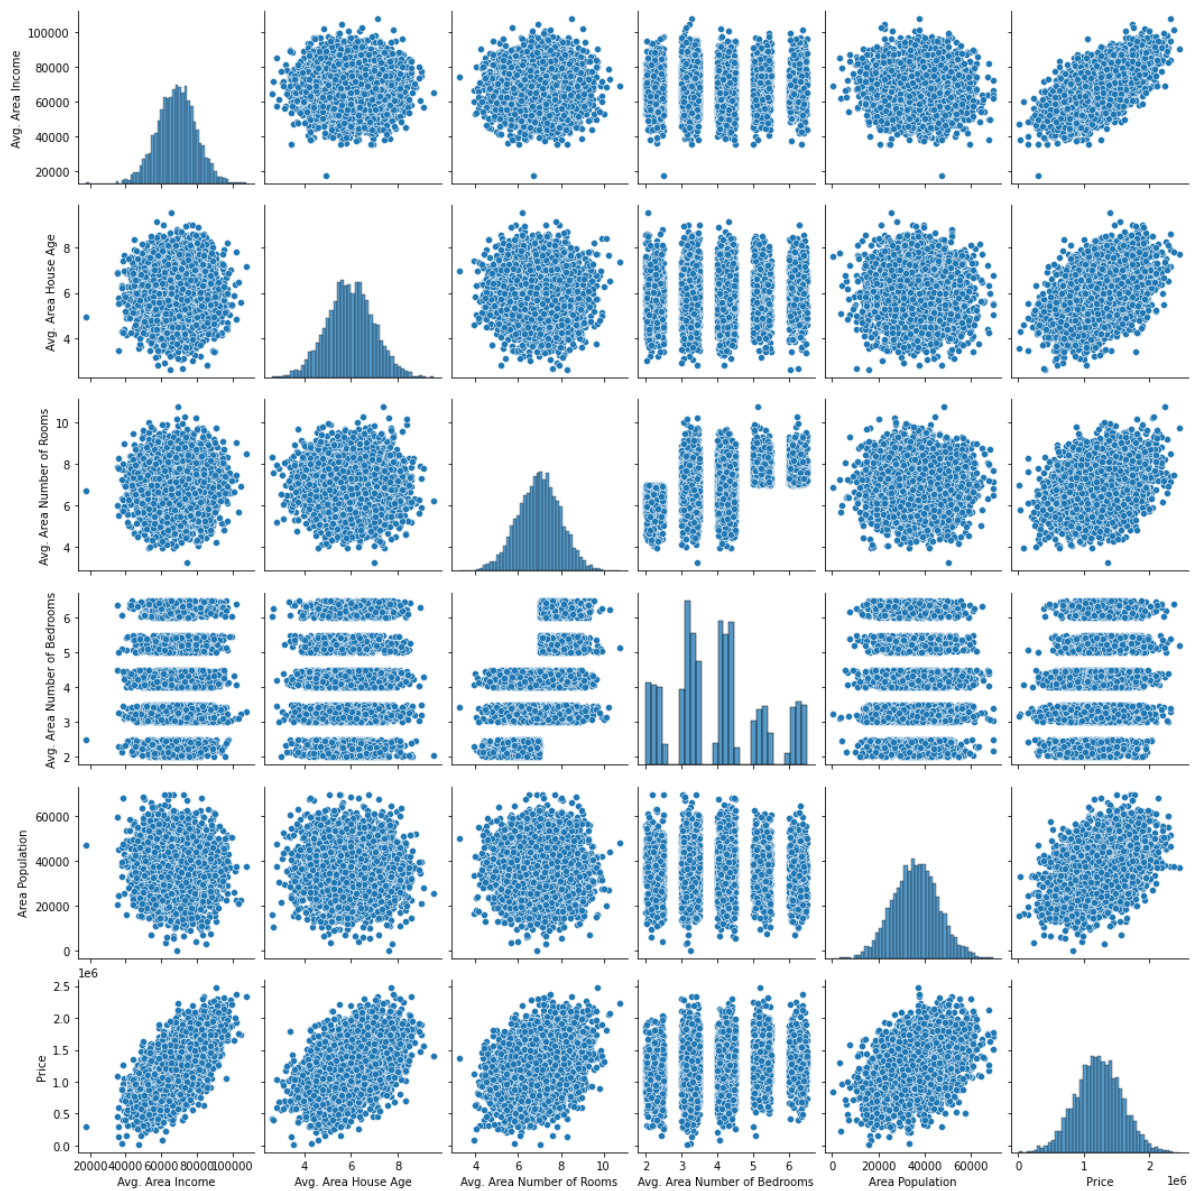 Avg. Area Income
100000
80000
60000
40000
20000
Avg. Area House Age
8
6
4
Avg. Area Number of Rooms
10
8
6
4
Avg. Area Number of Bedrooms
6
5
4
3
2
Area Population
60000
40000
20000
0
1e6
Price
2.5
2.0
1.5
1.0
0.5
0.0
20000 40000 60000 80000 100000
Avg. Area Income
4 6 8
Avg. Area House Age
4 6 8 10
Avg. Area Number of Rooms
2 3 4 5 6
Avg. Area Number of Bedrooms
0 20000 40000 60000
Area Population
0 1 2
Price
1e6